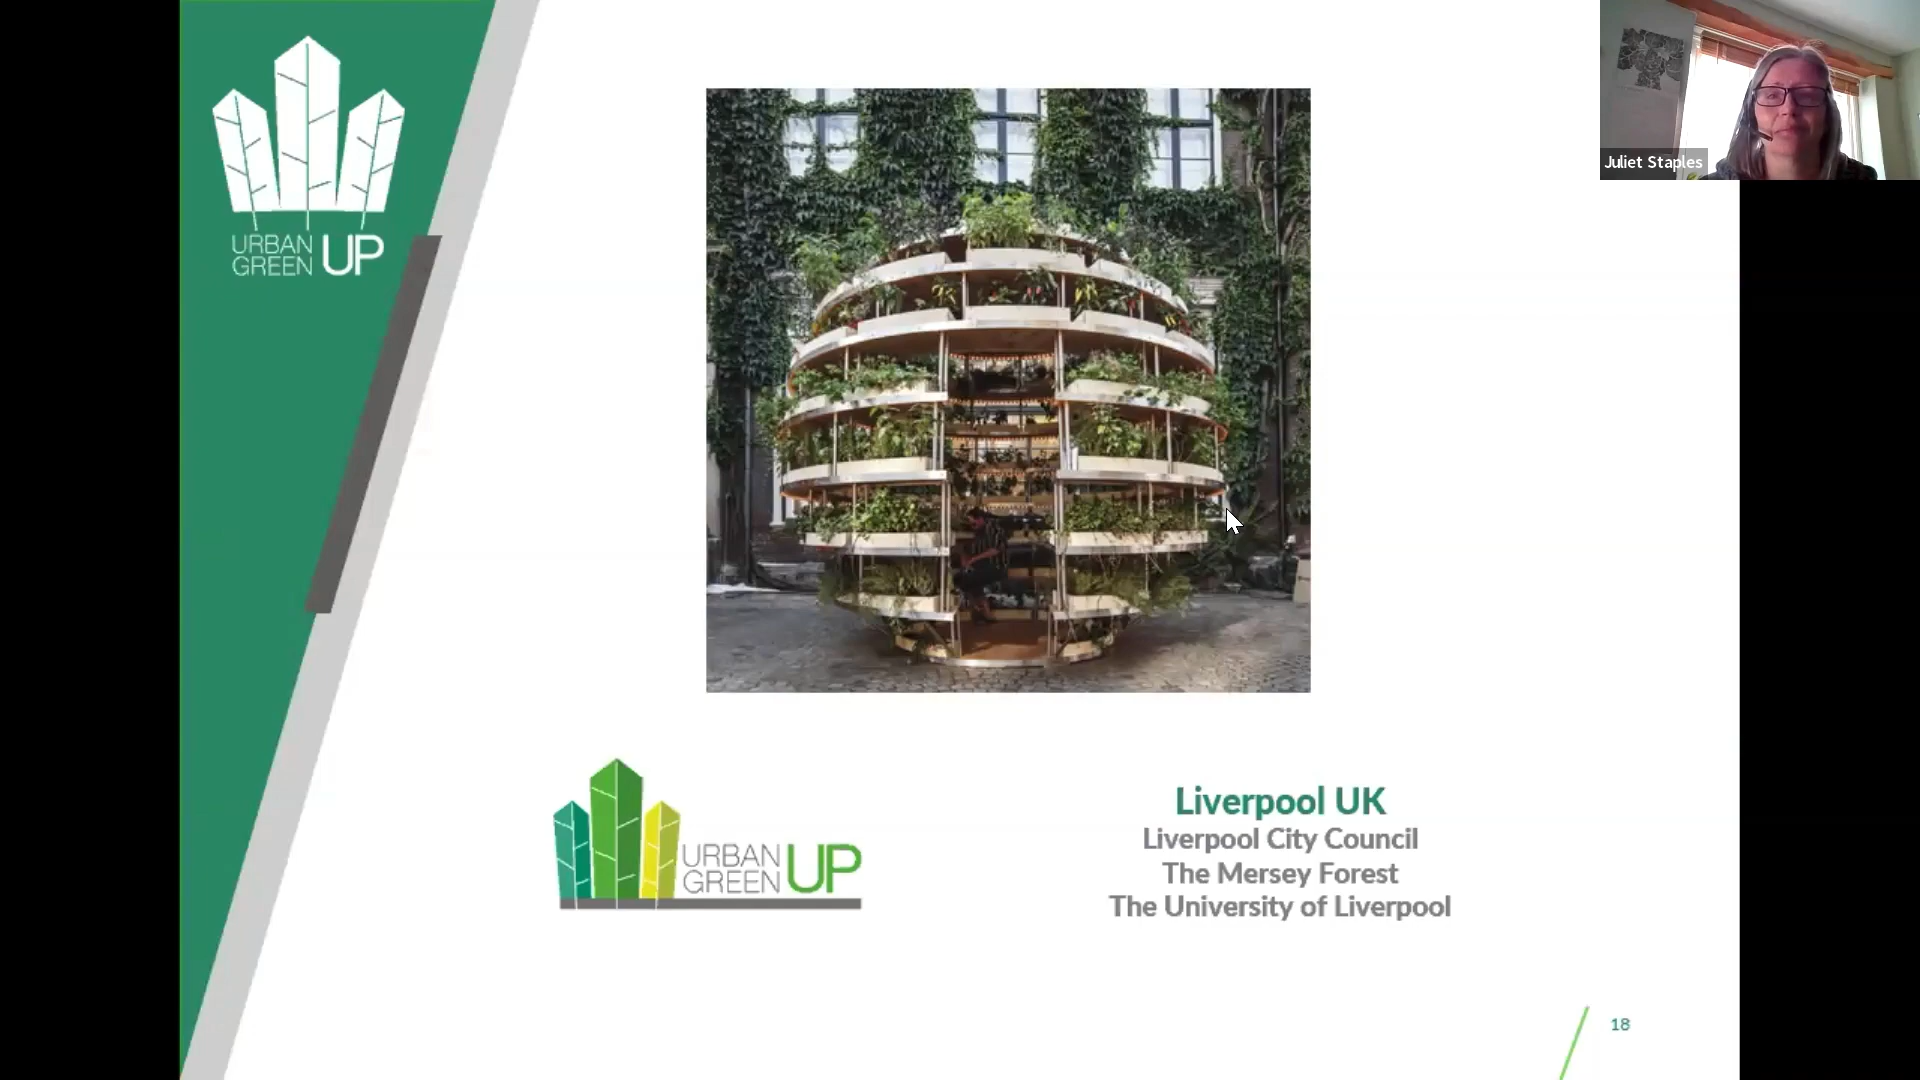 URBAN
GREEN UP
Juliet Staples
URBAN
GREEN UP
Liverpool UK
Liverpool City Council
The Mersey Forest
The University of Liverpool
18